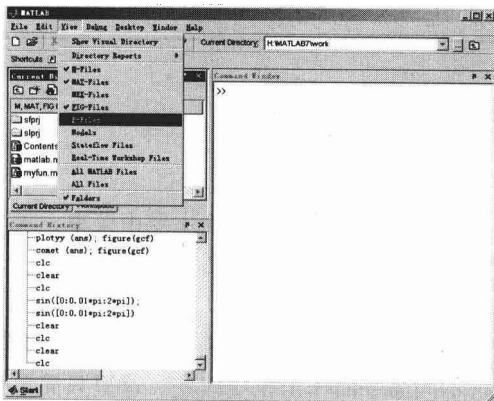 MATLAB
File Edit View Debug Desktop Window Help
Show Visual Directory
Current Directory: H:\MATLAB7\work
Directory Reports
Shortcuts
M-Files
Command Window
MAT-Files
>>
MEX-Files
M, MAT, FIG
FIG-Files
sfprj
P-Files
slprj
Models
Contents
Stateflow Files
matlab.m
Real-Time Workshop Files
myfun.m
All MATLAB Files
All Files
Folders
Current Directory
Command History
plotyy (ans); figure(gcf)
comet (ans); figure(gcf)
clc
clear
clc
sin([0:0.01*pi:2*pi]);
sin([0:0.01*pi:2*pi])
clear
clc
clear
clc
Start